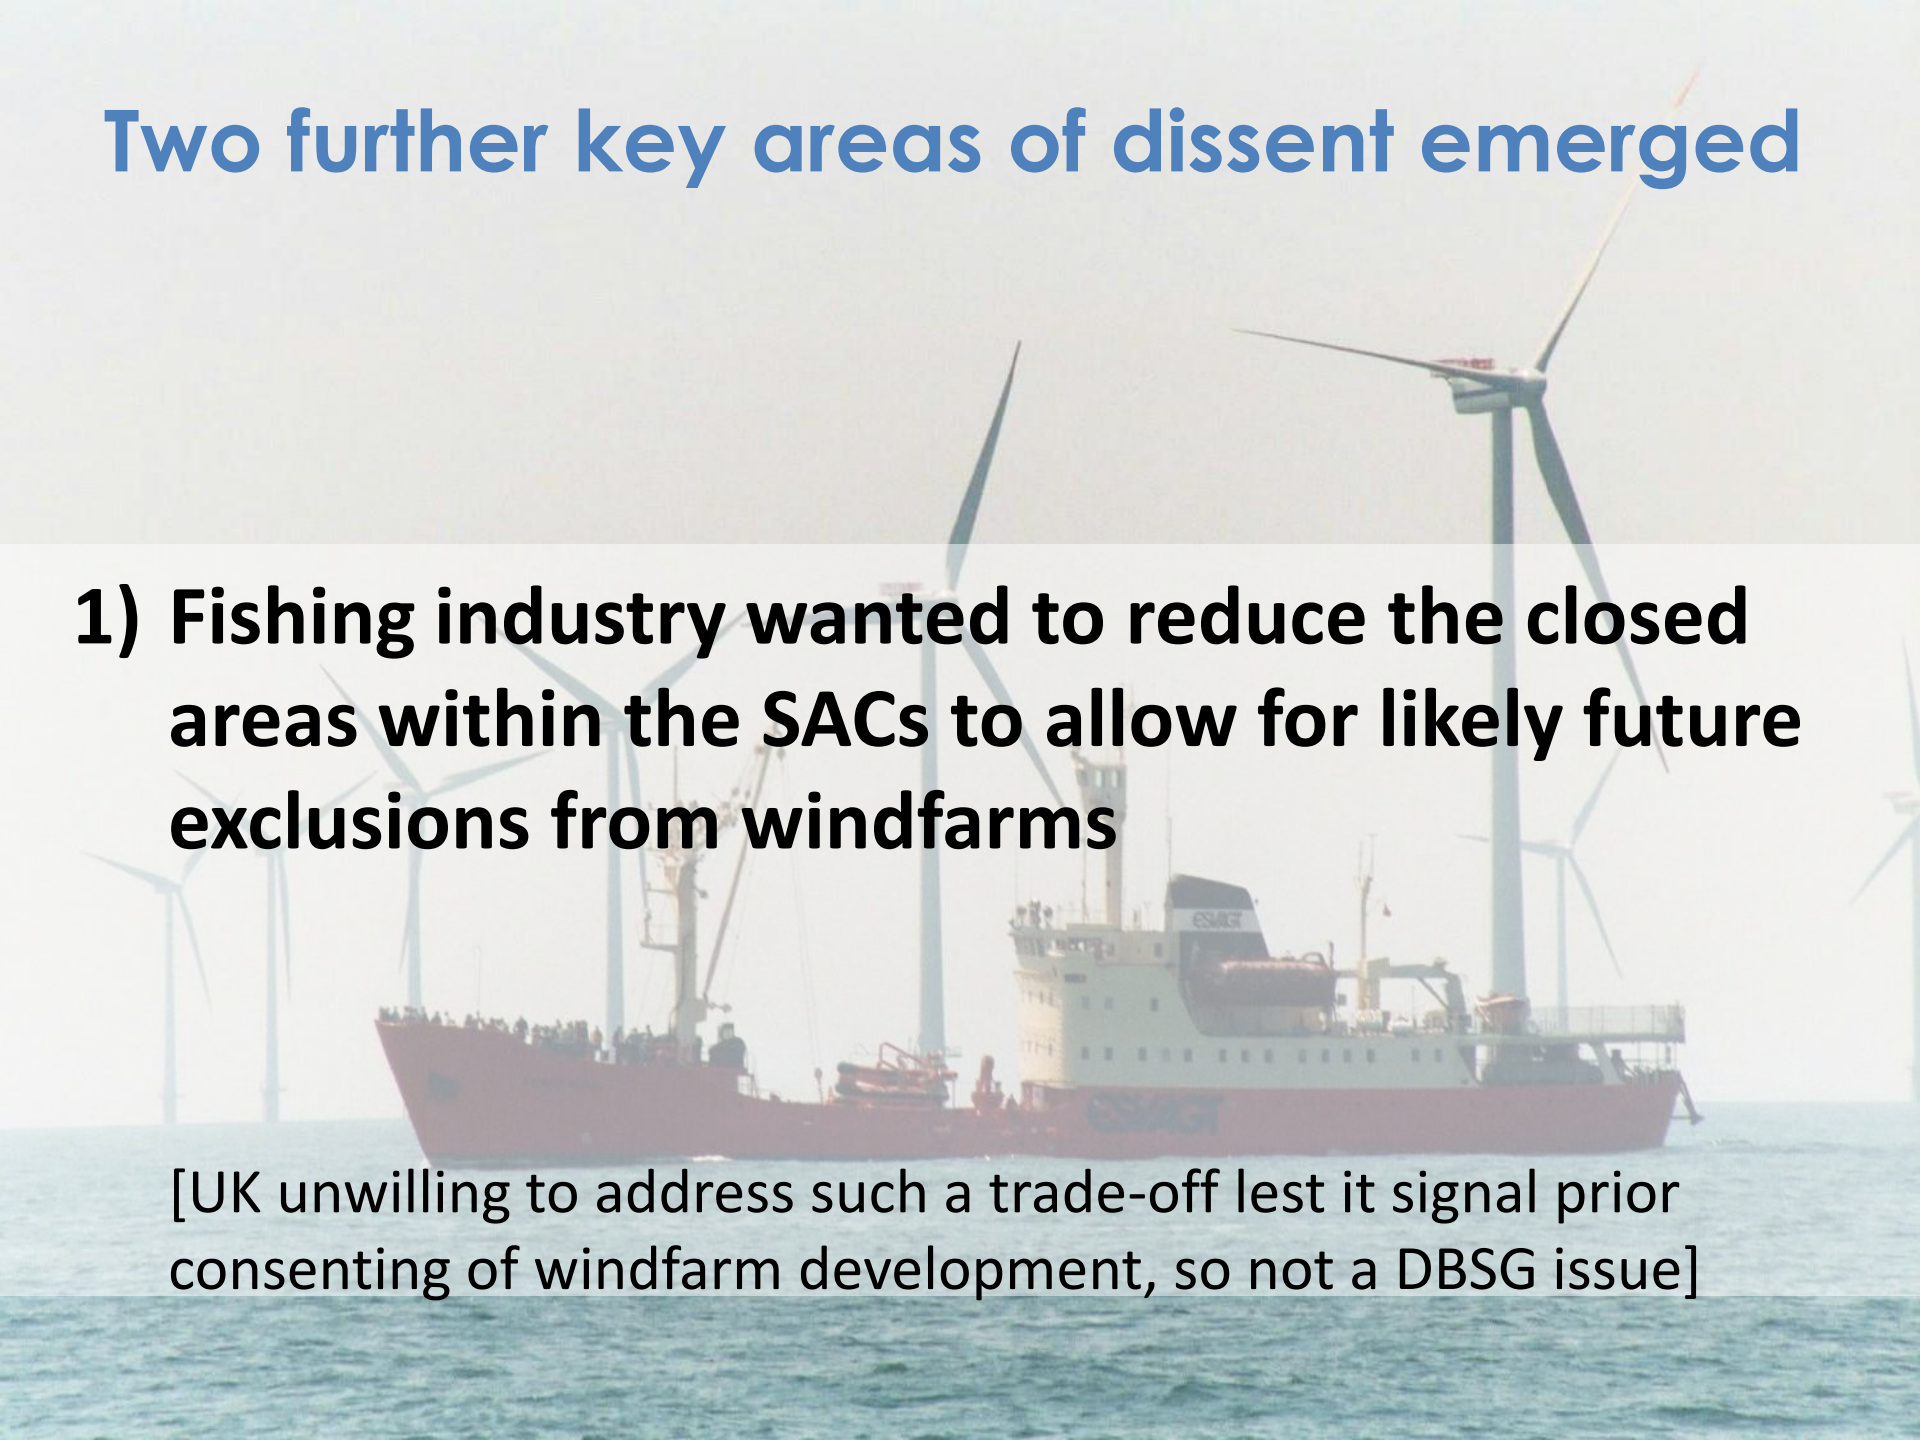 Two further key areas of dissent emerged
1) Fishing industry wanted to reduce the closed
areas within the SACs to allow for likely future
exclusions from windfarms
ESVAGT
ESVAGT
[UK unwilling to address such a trade-off lest it signal prior
consenting of windfarm development, so not a DBSG issue]